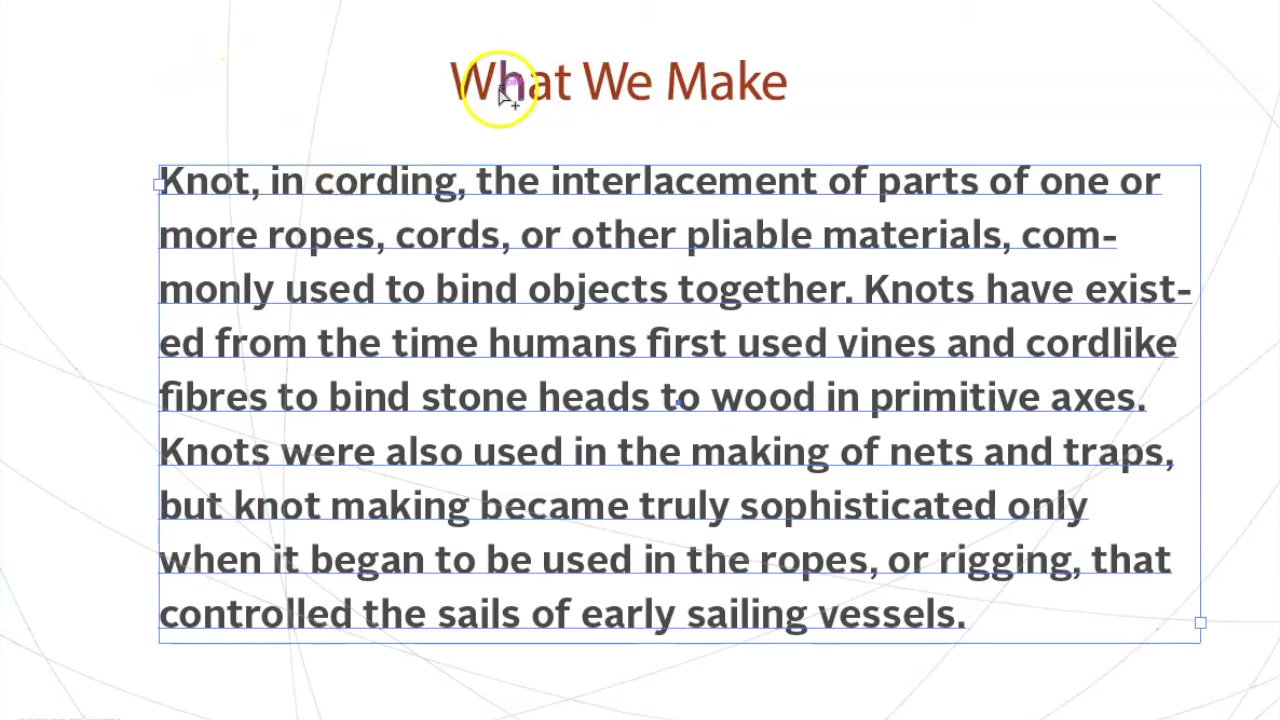 What We Make
Knot, in cording, the interlacement of parts of one or
more ropes, cords, or other pliable materials, com-
monly used to bind objects together. Knots have exist-
ed from the time humans first used vines and cordlike
fibres to bind stone heads to wood in primitive axes.
Knots were also used in the making of nets and traps,
but knot making became truly sophisticated only
when it began to be used in the ropes, or rigging, that
controlled the sails of early sailing vessels.